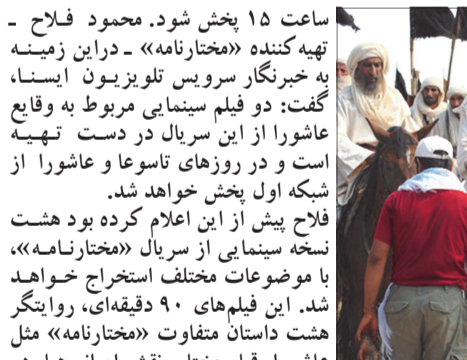 ساعت ۱۵ پخش شود. محمود فلاح ـ
تهیه‌کننده «مختارنامه» ـ دراین زمینه
به خبرنگار سرویس تلویزیون ایسنا،
گفت: دو فیلم سینمایی مربوط به وقایع
عاشورا از این سریال در دست تهیه
است و در روزهای تاسوعا و عاشورا از
شبکه اول پخش خواهد شد.
فلاح پیش از این اعلام کرده بود هشت
نسخه سینمایی از سریال «مختارنامه»،
با موضوعات مختلف استخراج خواهد
شد. این فیلم‌های ۹۰ دقیقه‌ای، روایتگر
هشت داستان متفاوت «مختارنامه» مثل